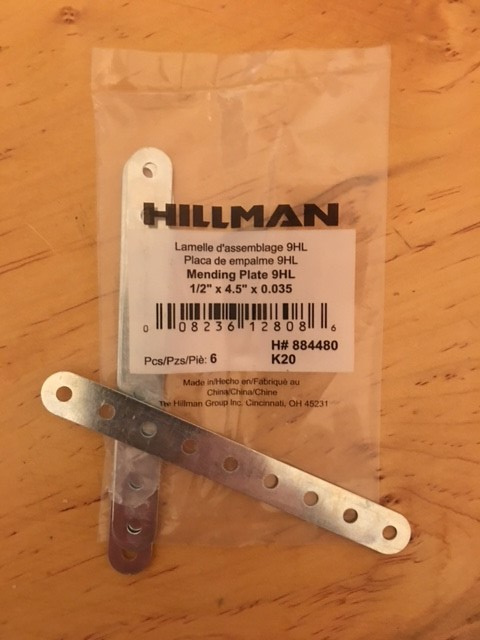 HILLMAN
Lamelle d'assemblage 9HL
Placa de empalme 9HL
Mending Plate 9HL
1/2" x 4.5" x 0.035
0 08236 12808 6
H# 884480
Pcs/Pzs/Piè: 6 K20
Made in/Hecho en/Fabriqué au
China/China/Chine
The Hillman Group Inc. Cincinnati, OH 45231